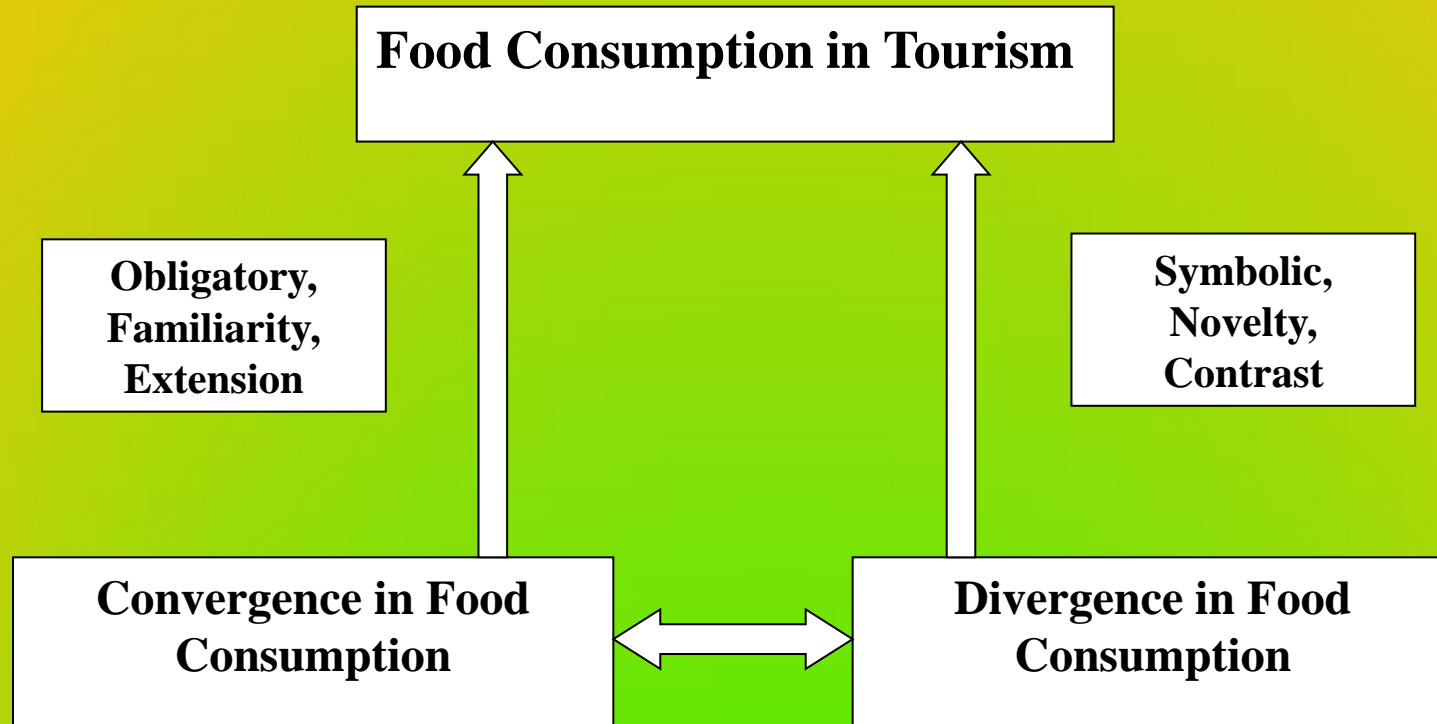 Food Consumption in Tourism
Obligatory,
Familiarity,
Extension
Symbolic,
Novelty,
Contrast
Convergence in Food
Consumption
Divergence in Food
Consumption